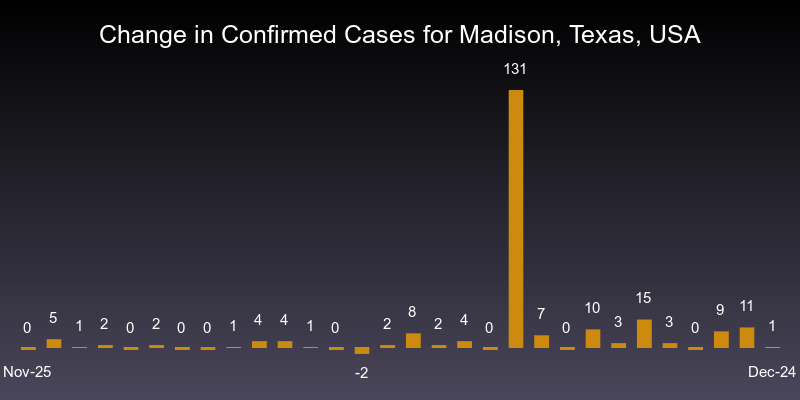 Change in Confirmed Cases for Madison, Texas, USA
131
0 5 1 2 0 2 0 0 1 4 4 1 0 2 8 2 4 0 7 0 10 3 15 3 0 9 11 1
Nov-25 -2 Dec-24